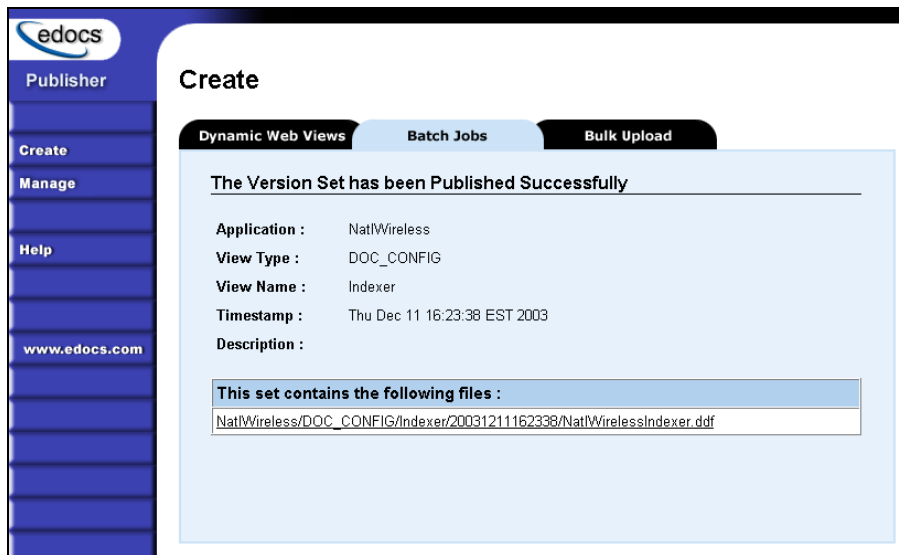 edocs
Publisher
Create
Manage
Help
www.edocs.com
Create
Dynamic Web Views Batch Jobs Bulk Upload
The Version Set has been Published Successfully
Application : NatlWireless
View Type : DOC_CONFIG
View Name : Indexer
Timestamp : Thu Dec 11 16:23:38 EST 2003
Description :
This set contains the following files :
NatlWireless/DOC_CONFIG/Indexer/20031211162338/NatlWirelessIndexer.ddf